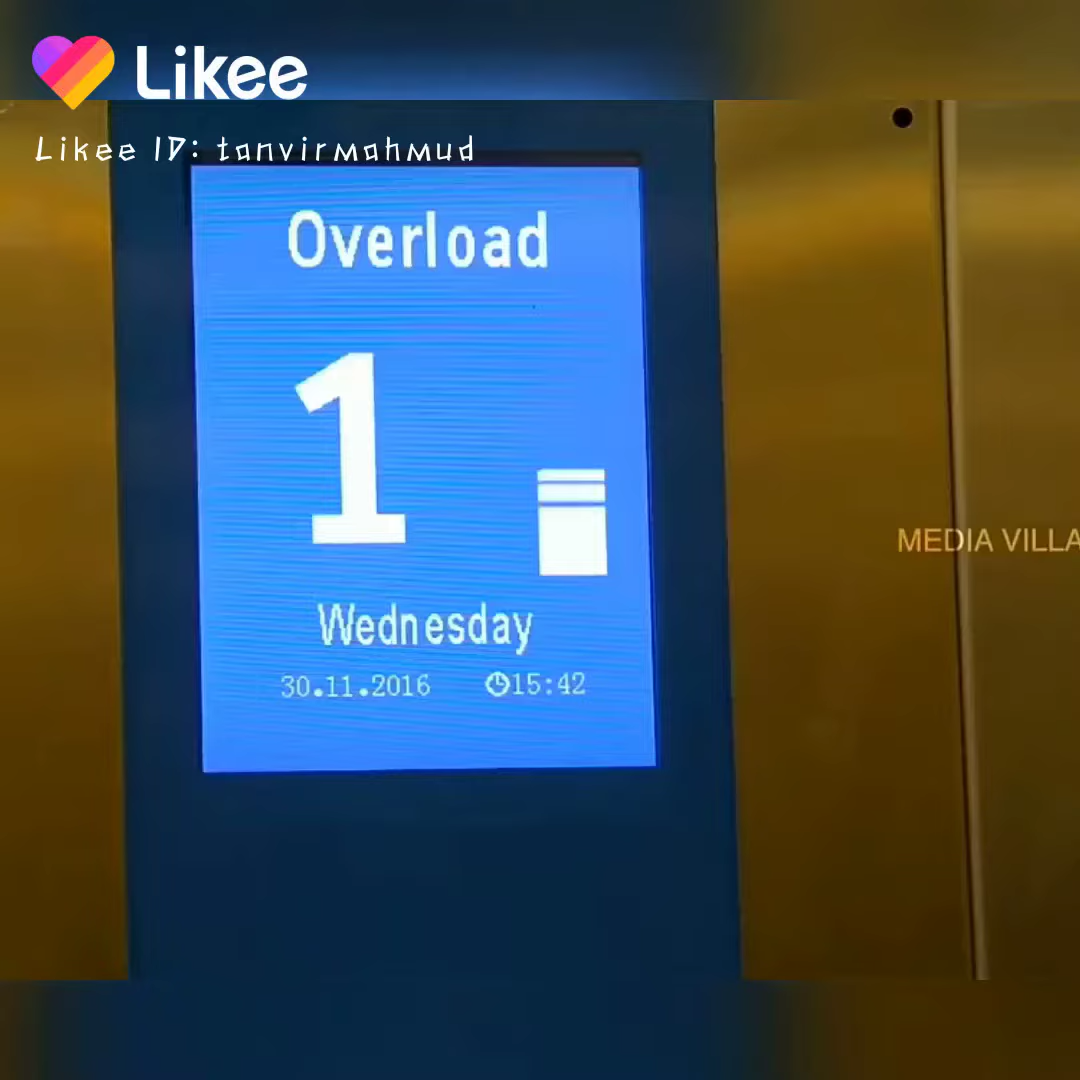 Likee
Likee ID: tanvirmahmud
Overload
1
Wednesday
30.11.2016 15:42
MEDIA VILLA